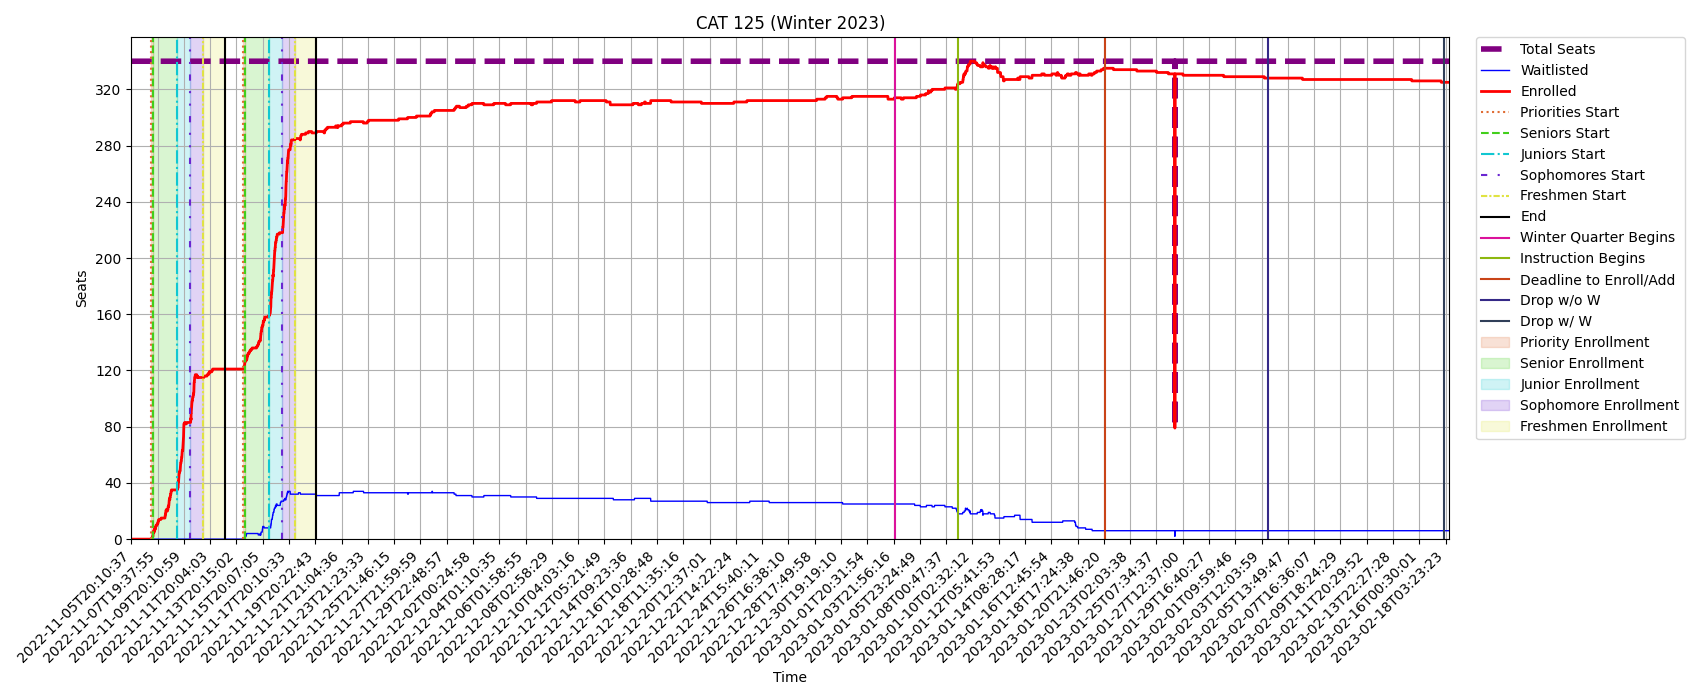 CAT 125 (Winter 2023)
Seats
320
280
240
200
160
120
80
40
0
2022-11-05T20:10:37
2022-11-07T19:37:55
2022-11-09T20:10:59
2022-11-11T20:04:03
2022-11-13T20:15:02
2022-11-15T20:07:05
2022-11-17T20:10:33
2022-11-19T20:22:43
2022-11-21T21:04:36
2022-11-23T21:23:33
2022-11-25T21:46:15
2022-11-27T21:59:59
2022-11-29T22:48:57
2022-12-02T00:24:58
2022-12-04T01:10:35
2022-12-06T01:58:55
2022-12-08T02:58:29
2022-12-10T04:03:16
2022-12-12T05:21:49
2022-12-14T09:23:36
2022-12-16T10:28:48
2022-12-18T11:35:16
2022-12-20T12:37:01
2022-12-22T14:22:24
2022-12-24T15:40:11
2022-12-26T16:38:10
2022-12-28T17:49:58
2022-12-30T19:19:10
2023-01-01T20:31:54
2023-01-03T21:56:16
2023-01-05T23:24:49
2023-01-08T00:47:37
2023-01-10T02:32:12
2023-01-12T05:41:53
2023-01-14T08:28:17
2023-01-16T12:45:54
2023-01-18T17:24:38
2023-01-20T21:46:20
2023-01-23T02:03:38
2023-01-25T07:34:37
2023-01-27T12:37:00
2023-01-29T16:40:27
2023-02-01T09:59:46
2023-02-03T12:03:59
2023-02-05T13:49:47
2023-02-07T16:36:07
2023-02-09T18:24:29
2023-02-11T20:29:52
2023-02-13T22:27:28
2023-02-16T00:30:01
2023-02-18T03:23:23
Time
Total Seats
Waitlisted
Enrolled
Priorities Start
Seniors Start
Juniors Start
Sophomores Start
Freshmen Start
End
Winter Quarter Begins
Instruction Begins
Deadline to Enroll/Add
Drop w/o W
Drop w/ W
Priority Enrollment
Senior Enrollment
Junior Enrollment
Sophomore Enrollment
Freshmen Enrollment